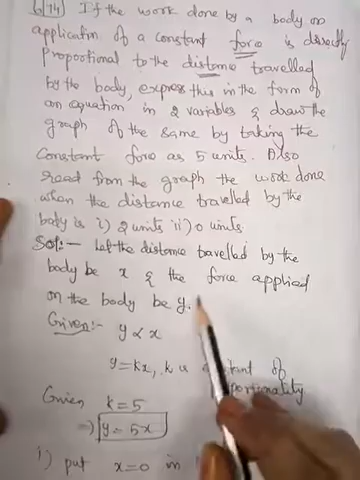 6) 14) If the work done by a body on
application of a constant force is directly
proportional to the distance travelled
by the body, express this in the form of
an equation in 2 variables & draw the
graph of the same by taking the
Constant force as 5 units. Also
read from the graph the work done
when the distance travelled by the
body is i) 2 units ii) 0 units
Sol:- Let the distance travelled by the
body be x & the force applied
on the body be y.
Given:- y ∝ x
y = kx, k is of
Given k = 5
⇒ y = 5x
i) put x = 0 in